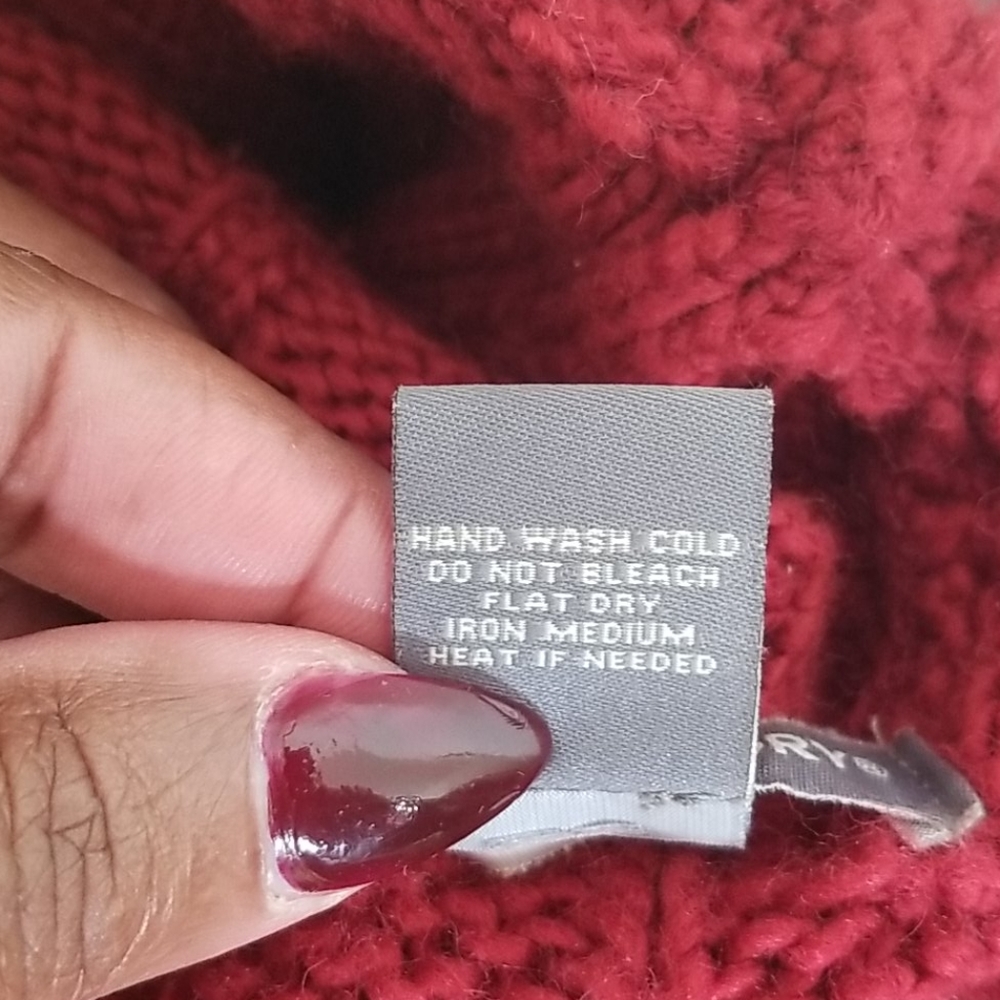 HAND WASH COLD
DO NOT BLEACH
FLAT DRY
IRON MEDIUM
HEAT IF NEEDED